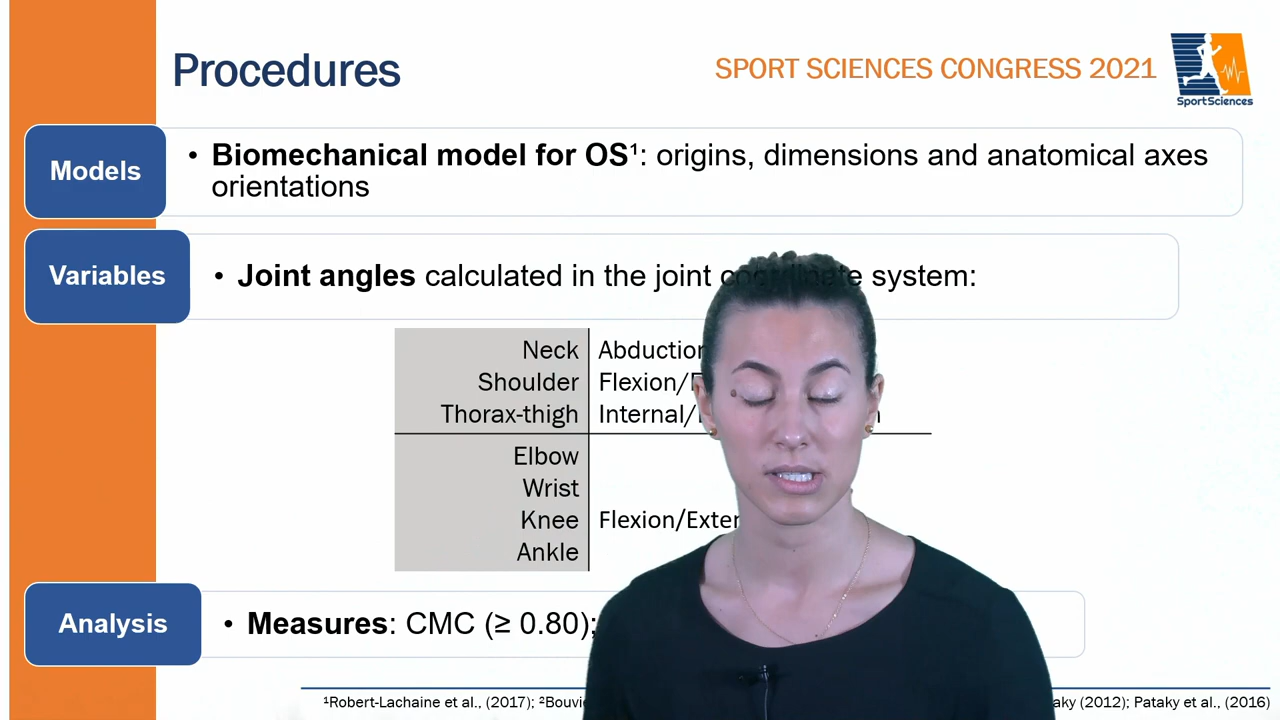 Procedures
SPORT SCIENCES CONGRESS 2021
SportSciences
Models
• Biomechanical model for OS¹: origins, dimensions and anatomical axes
orientations
Variables
• Joint angles calculated in the joint coordinate system:
Neck
Shoulder
Thorax-thigh
Abduction
Flexion/
Internal/
Elbow
Wrist
Knee
Ankle
Flexion/Exten
Analysis
• Measures: CMC (≥ 0.80);
¹Robert-Lachaine et al., (2017); ²Bouvi
aky (2012); Pataky et al., (2016)